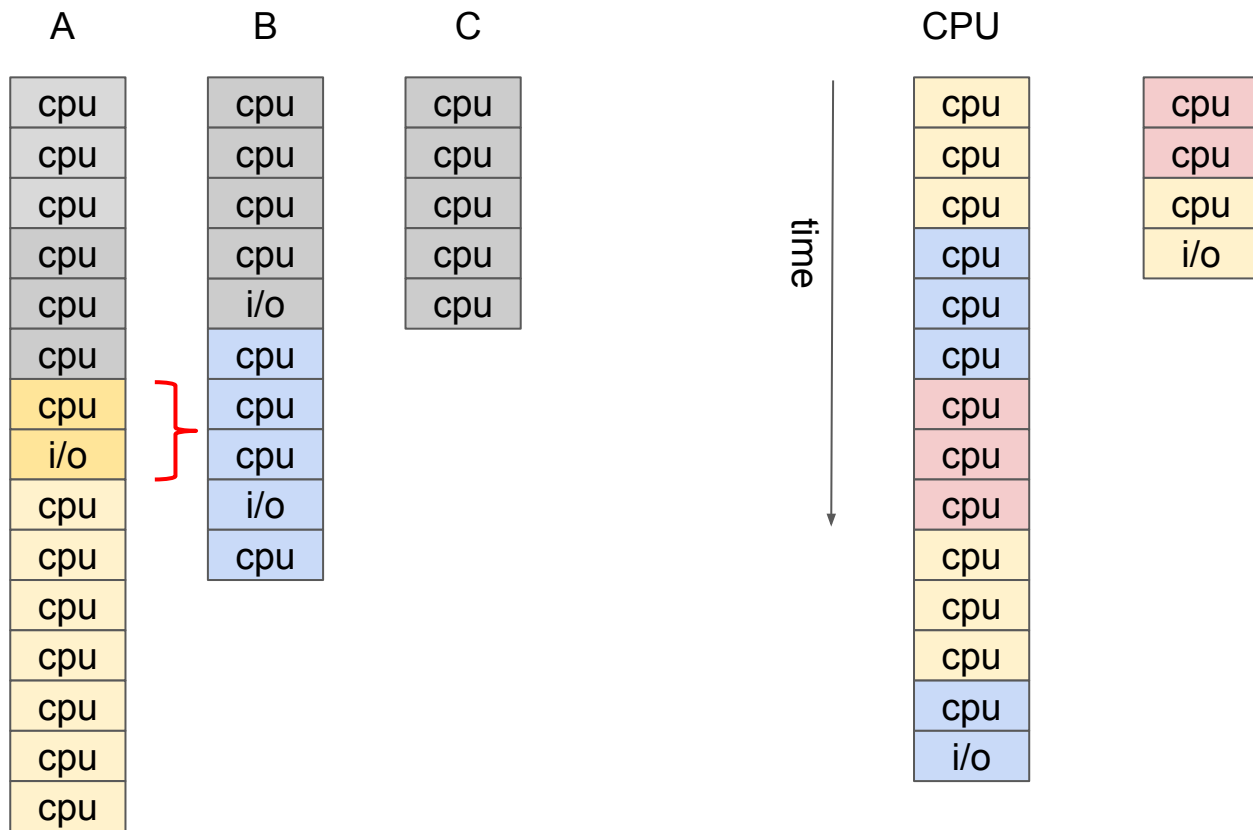 A B C CPU
cpu cpu cpu cpu cpu
cpu cpu cpu cpu cpu
cpu cpu cpu cpu cpu
cpu cpu cpu cpu i/o
cpu i/o cpu cpu
cpu cpu cpu
cpu cpu cpu
i/o cpu cpu
cpu i/o cpu
cpu cpu cpu
cpu cpu
cpu cpu
cpu cpu
cpu i/o
cpu
time